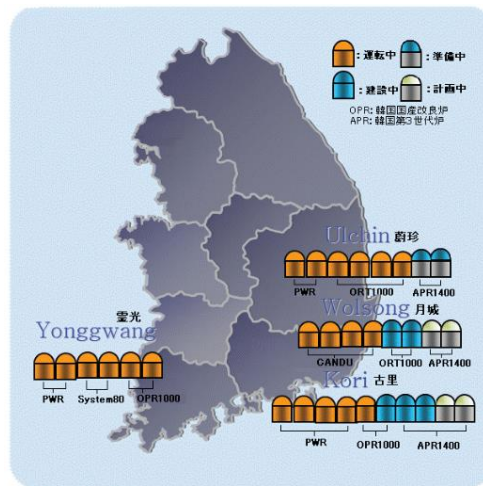 ：運転中 ：準備中
：建設中 ：計画中
OPR：韓国国産改良炉
APR：韓国第3世代炉
Ulchin 蔚珍
PWR ORT1000 APR1400
Wolsong 月城
CANDU ORT1000 APR1400
霊光
Yonggwang
PWR System80 OPR1000
Kori 古里
PWR OPR1000 APR1400